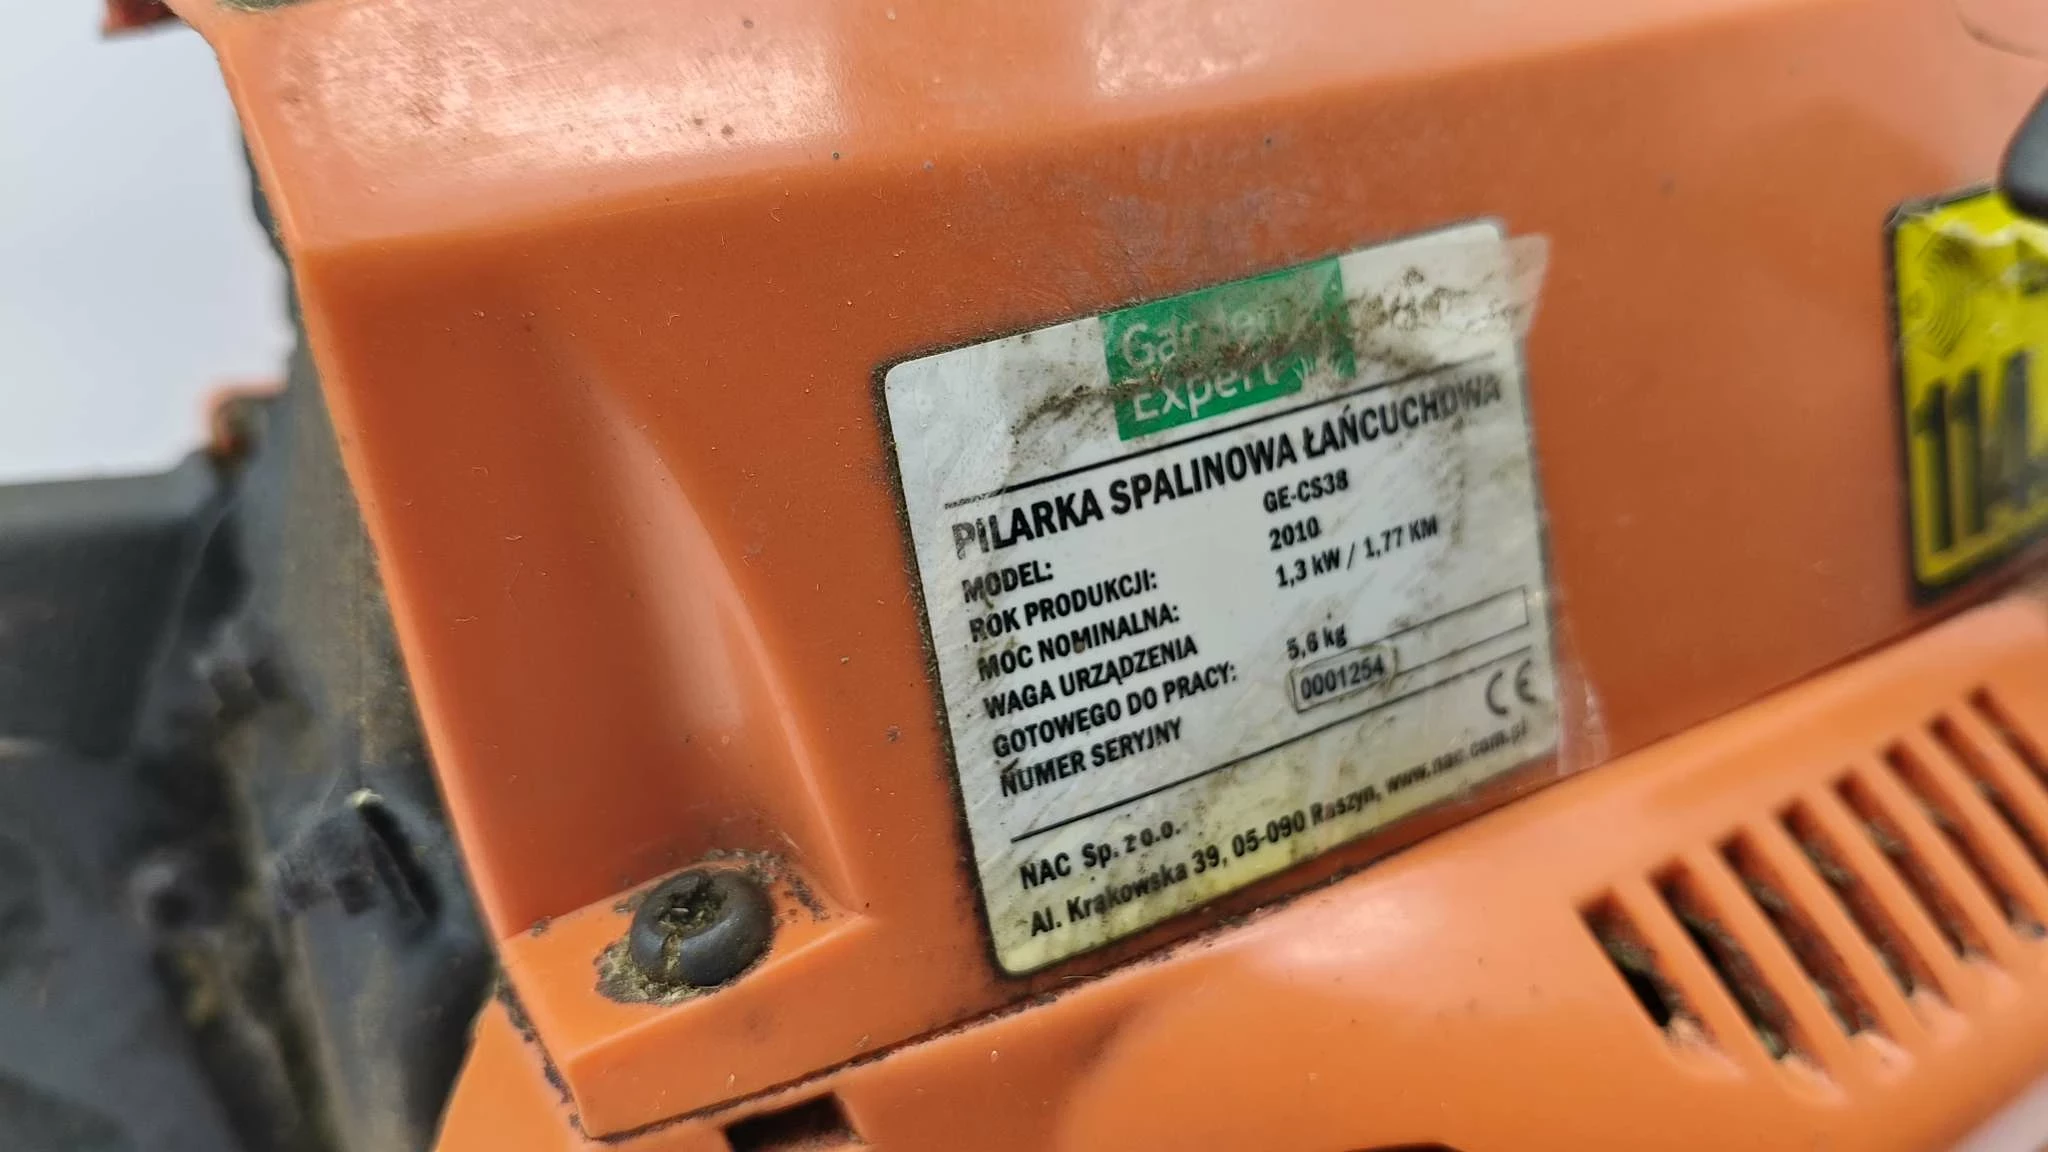 Garden
Expert
PILARKA SPALINOWA ŁAŃCUCHOWA
MODEL: GE-CS38
ROK PRODUKCJI: 2010
MOC NOMINALNA: 1,3 kW / 1,77 KM
WAGA URZĄDZENIA
GOTOWEGO DO PRACY: 5,6 kg
NUMER SERYJNY 0001254
CE
NAC Sp. z o.o.
Al. Krakowska 39, 05-090 Raszyn, www.nac.com.pl
114